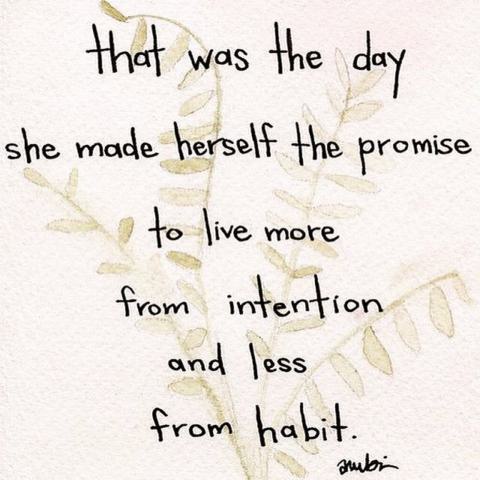 that was the day
she made herself the promise
to live more
from intention
and less
from habit.